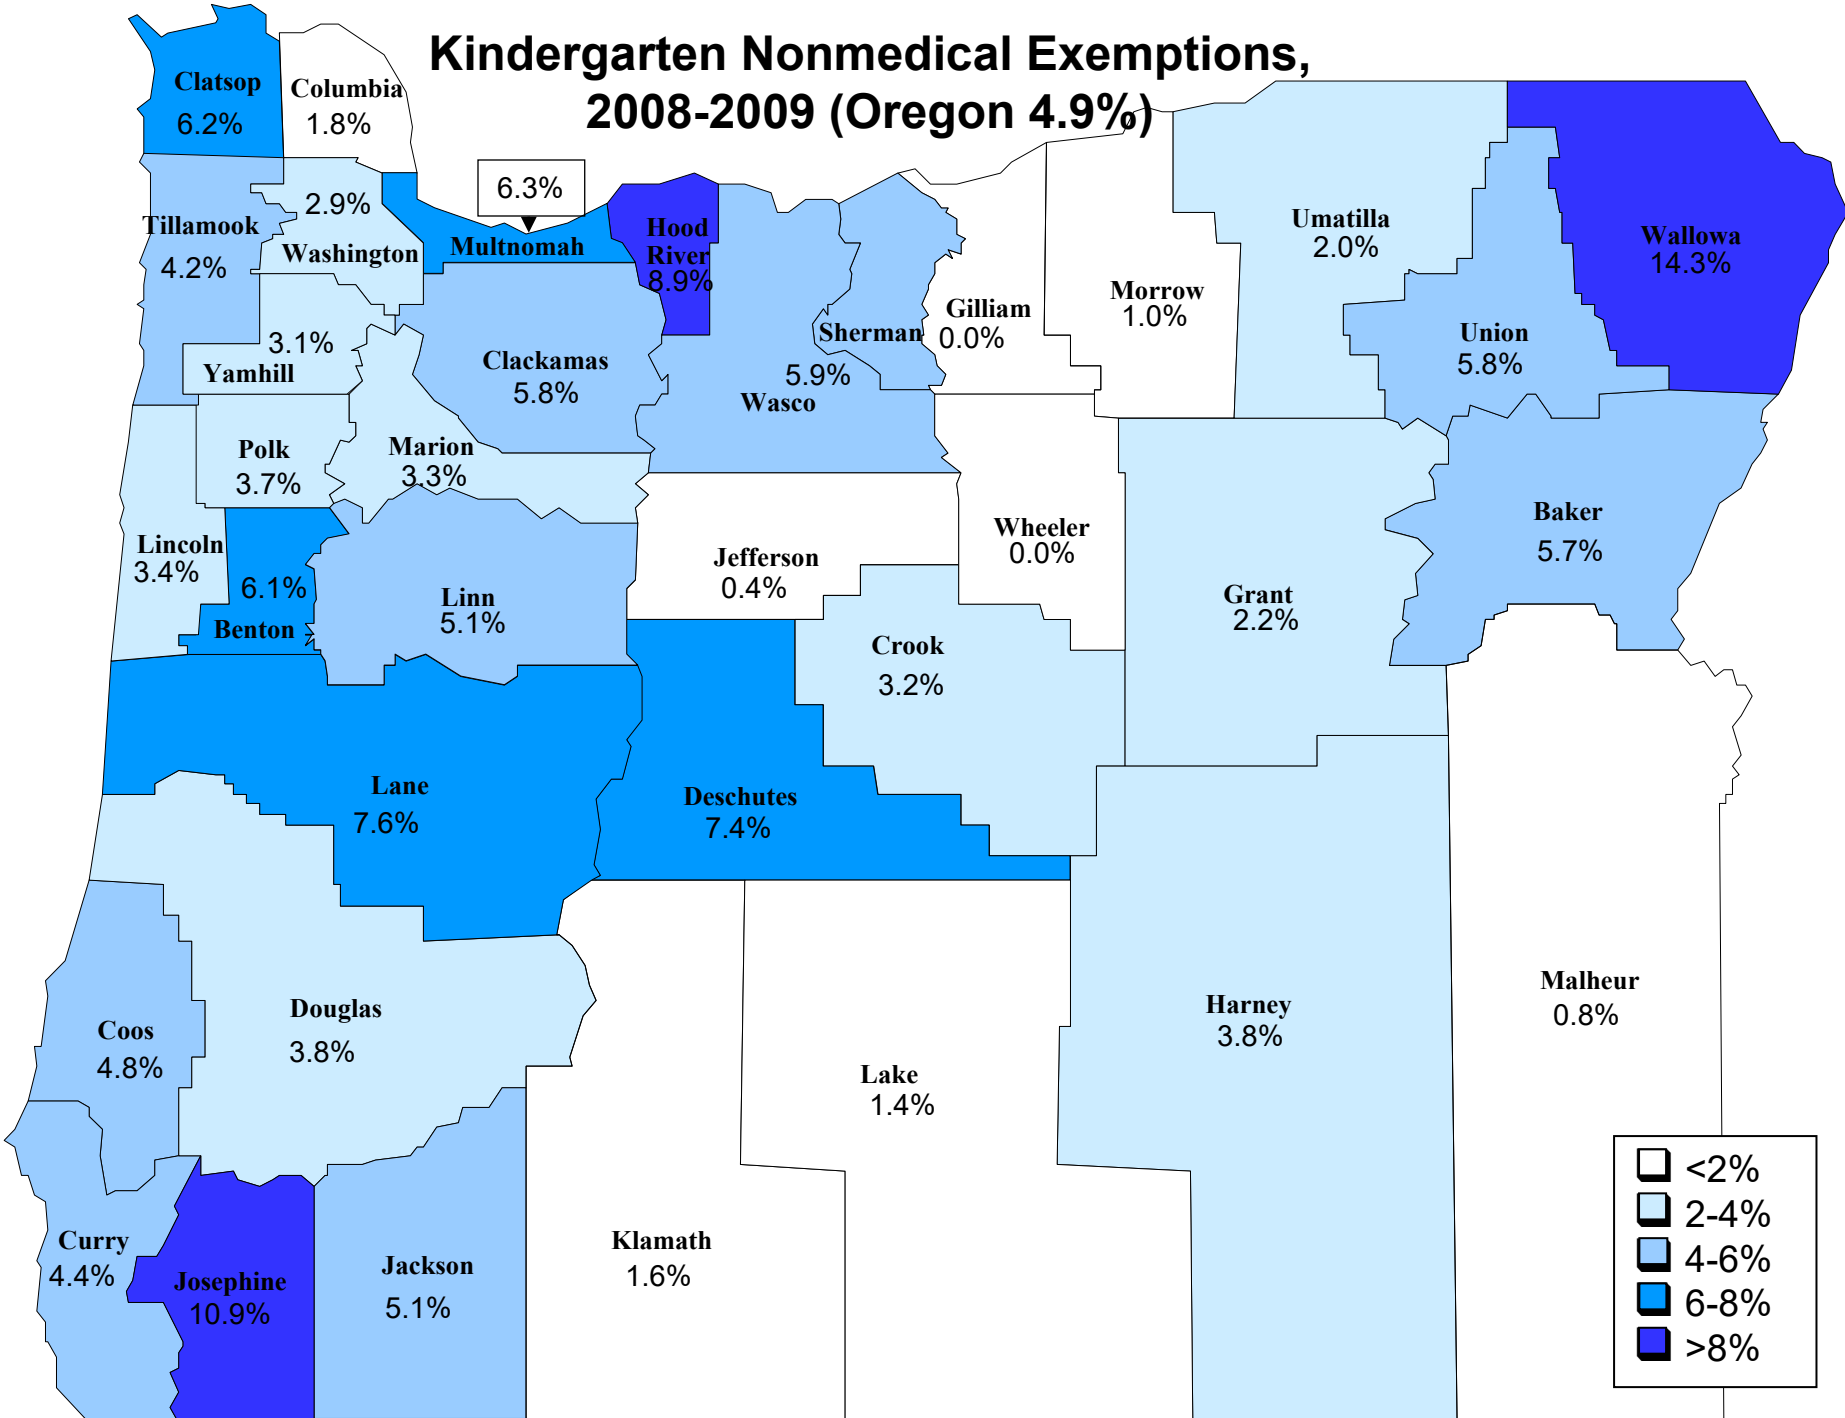 Kindergarten Nonmedical Exemptions,
2008-2009 (Oregon 4.9%)
Clatsop
6.2%
Columbia
1.8%
6.3%
Multnomah
2.9%
Washington
Tillamook
4.2%
Hood
River
8.9%
Umatilla
2.0%
Wallowa
14.3%
Morrow
1.0%
Gilliam
0.0%
Sherman
5.9%
Wasco
Union
5.8%
3.1%
Yamhill
Clackamas
5.8%
Polk
3.7%
Marion
3.3%
Lincoln
3.4%
6.1%
Benton
Linn
5.1%
Jefferson
0.4%
Wheeler
0.0%
Grant
2.2%
Baker
5.7%
Crook
3.2%
Lane
7.6%
Deschutes
7.4%
Douglas
3.8%
Coos
4.8%
Harney
3.8%
Malheur
0.8%
Lake
1.4%
Curry
4.4%
Josephine
10.9%
Jackson
5.1%
Klamath
1.6%
<2%
2-4%
4-6%
6-8%
>8%